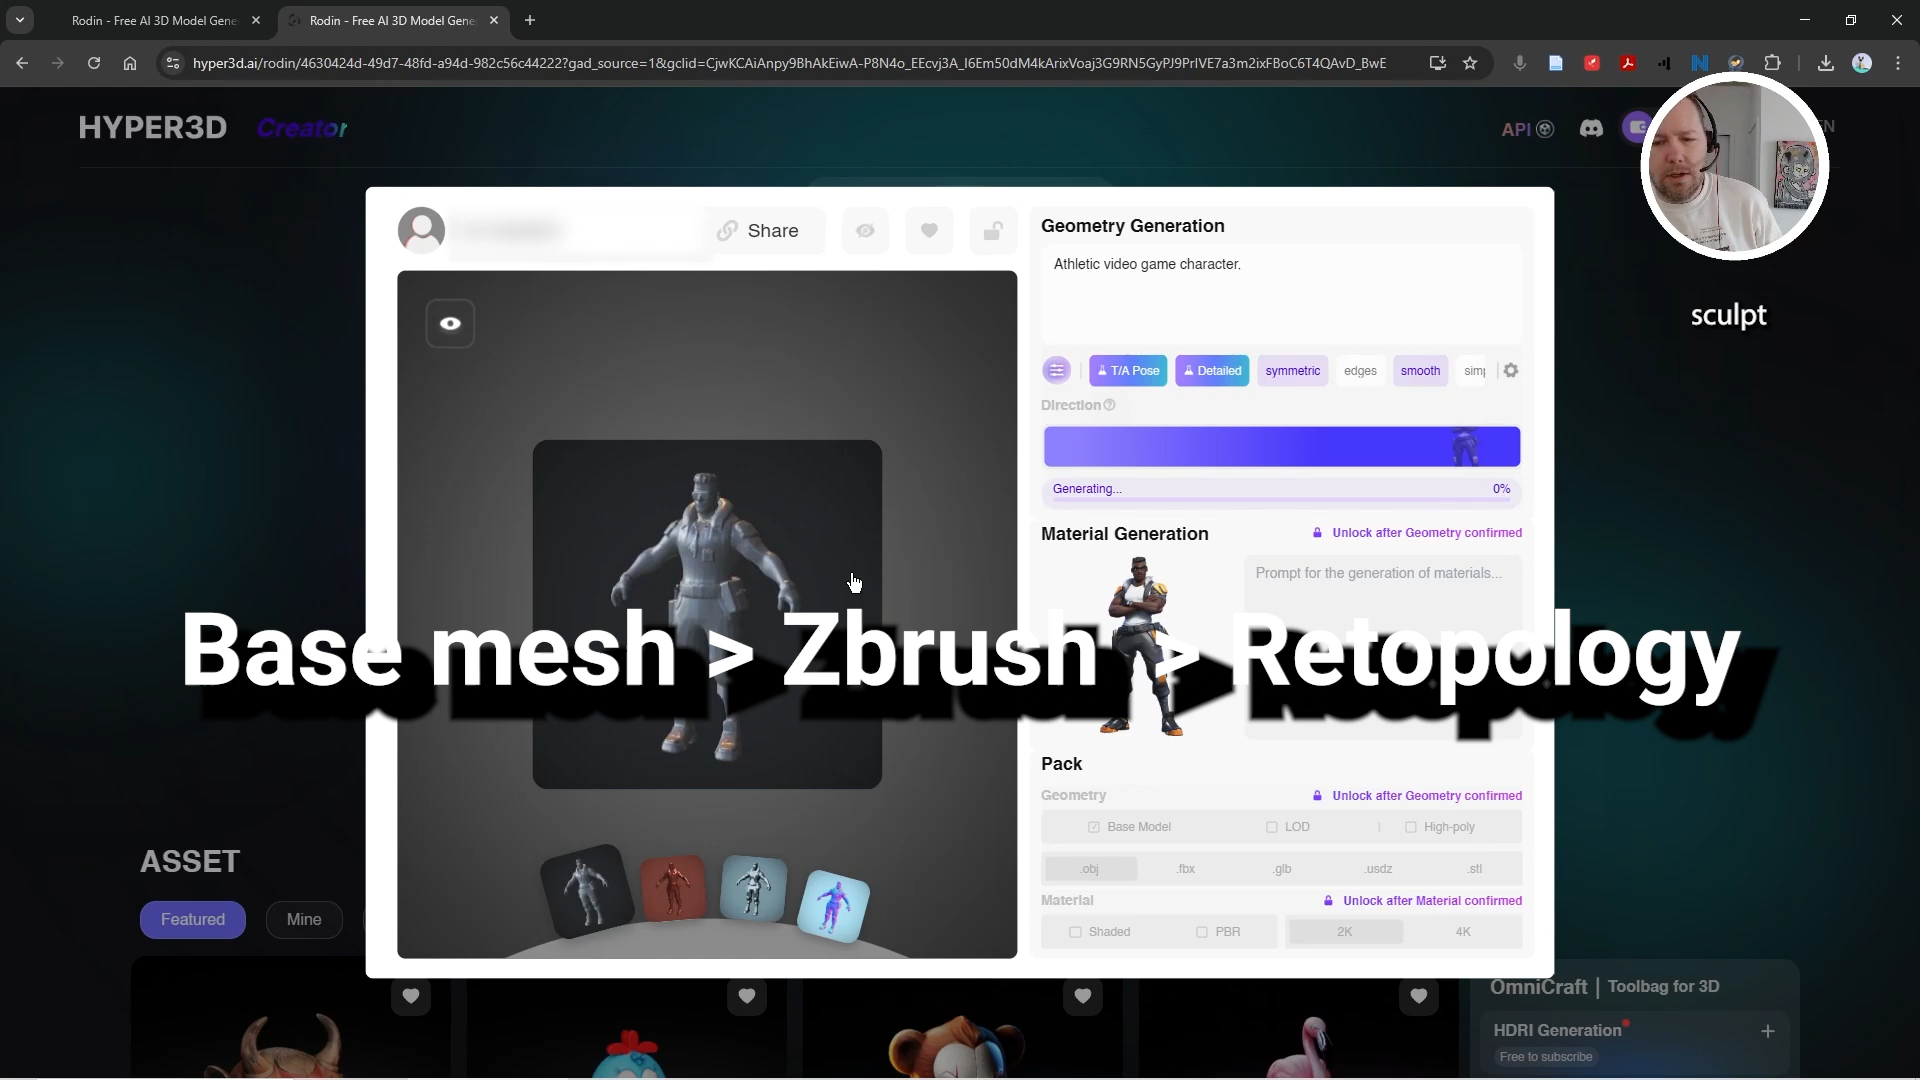 Rodin - Free AI 3D Model Gene
Rodin - Free AI 3D Model Gene
hyper3d.ai/rodin/4630424d-49d7-48fd-a94d-982c56c44222?gad_source=1&gclid=CjwKCAiAnpy9BhAkEiwA-P8N4o_EEcvj3A_I6Em50dM4kArixVoaj3G9RN5GyPJ9PrIVE7a3m2ixFBoC6T4QAvD_BwE
HYPER3D Creator
API
EN
Share
Geometry Generation
Athletic video game character.
sculpt
T/A Pose Detailed symmetric edges smooth
Direction
Generating... 0%
Material Generation Unlock after Geometry confirmed
Prompt for the generation of materials...
Base mesh > Zbrush > Retopology
Pack
Geometry Unlock after Geometry confirmed
Base Model LOD | High-poly
.obj .fbx .glb .usdz .stl
Material Unlock after Material confirmed
Shaded PBR 2K 4K
ASSET
Featured Mine
OmniCraft | Toolbag for 3D
HDRI Generation +
Free to subscribe